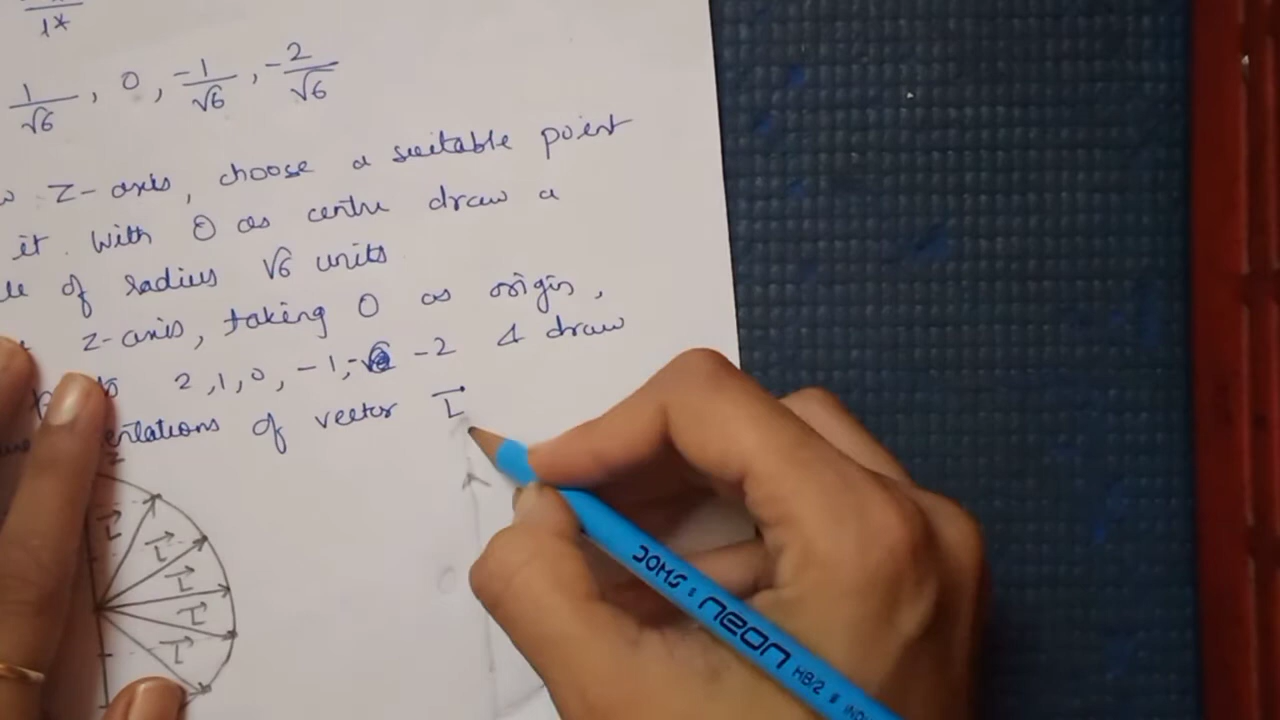 1x
1/√6, 0, -1/√6, -2/√6
Z-axis, choose a suitable point
it. With O as centre draw a
of radius √6 units
Z-axis, taking O as origin,
2, 1, 0, -1, -2 & draw
of vector L⃗
L⃗
L⃗
L⃗
L⃗
L⃗
DOMS neon HB/2